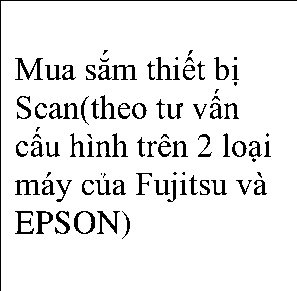 Mua sắm thiết bị
Scan(theo tư vấn
cấu hình trên 2 loại
máy của Fujitsu và
EPSON)